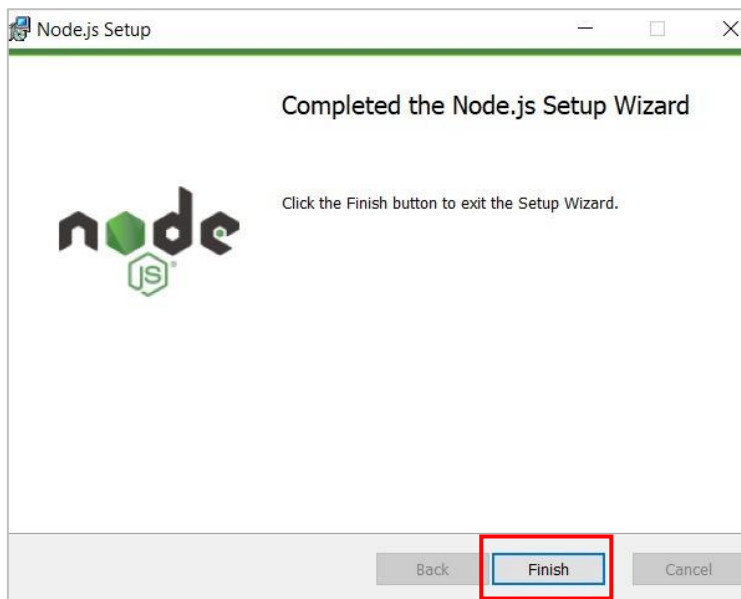 Node.js Setup
Completed the Node.js Setup Wizard
Click the Finish button to exit the Setup Wizard.
node
JS
Back Finish Cancel